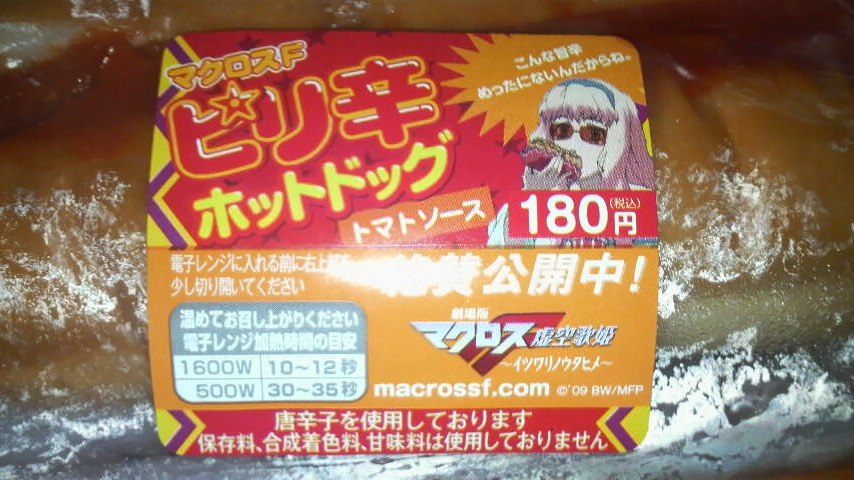 マクロスF
ピリ辛
ホットドッグ
トマトソース
こんな旨辛
めったにないんだからね。
180円
(税込)
電子レンジに入れる前に右上
少し切り開いてください
賛公開中!
温めてお召し上がりください
電子レンジ加熱時間の目安
1600W 10~12秒
500W 30~35秒
劇場版
マクロスF 虚空歌姫
~イツワリノウタヒメ~
macrossf.com ©'09 BW/MFP
唐辛子を使用しております
保存料、合成着色料、甘味料は使用しておりません